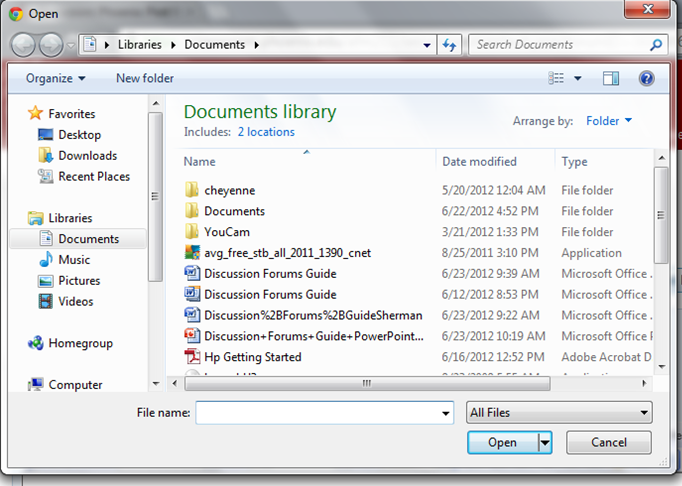 Open
Libraries Documents Search Documents
Organize New folder
Favorites
Desktop
Downloads
Recent Places
Libraries
Documents
Music
Pictures
Videos
Homegroup
Computer
Documents library
Includes: 2 locations
Arrange by: Folder
Name Date modified Type
cheyenne 5/20/2012 12:04 AM File folder
Documents 6/22/2012 4:52 PM File folder
YouCam 3/21/2012 1:33 PM File folder
avg_free_stb_all_2011_1390_cnet 8/25/2011 3:10 PM Application
Discussion Forums Guide 6/23/2012 9:39 AM Microsoft Office .
Discussion Forums Guide 6/12/2012 8:53 PM Microsoft Office .
Discussion%2BForums%2BGuideSherman 6/23/2012 9:22 AM Microsoft Office .
Discussion+Forums+Guide+PowerPoint... 6/23/2012 10:19 AM Microsoft Office P
Hp Getting Started 6/16/2012 12:52 PM Adobe Acrobat D
File name: All Files
Open Cancel